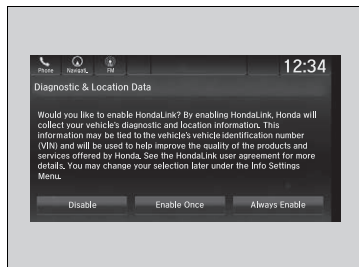 Phone Navigati.. FM 12:34
Diagnostic & Location Data
Would you like to enable HondaLink? By enabling HondaLink, Honda will
collect your vehicle's diagnostic and location information. This
information may be tied to the vehicle's vehicle identification number
(VIN) and will be used to help improve the quality of the products and
services offered by Honda. See the HondaLink user agreement for more
details. You may change your selection later under the Info Settings
Menu.
Disable Enable Once Always Enable